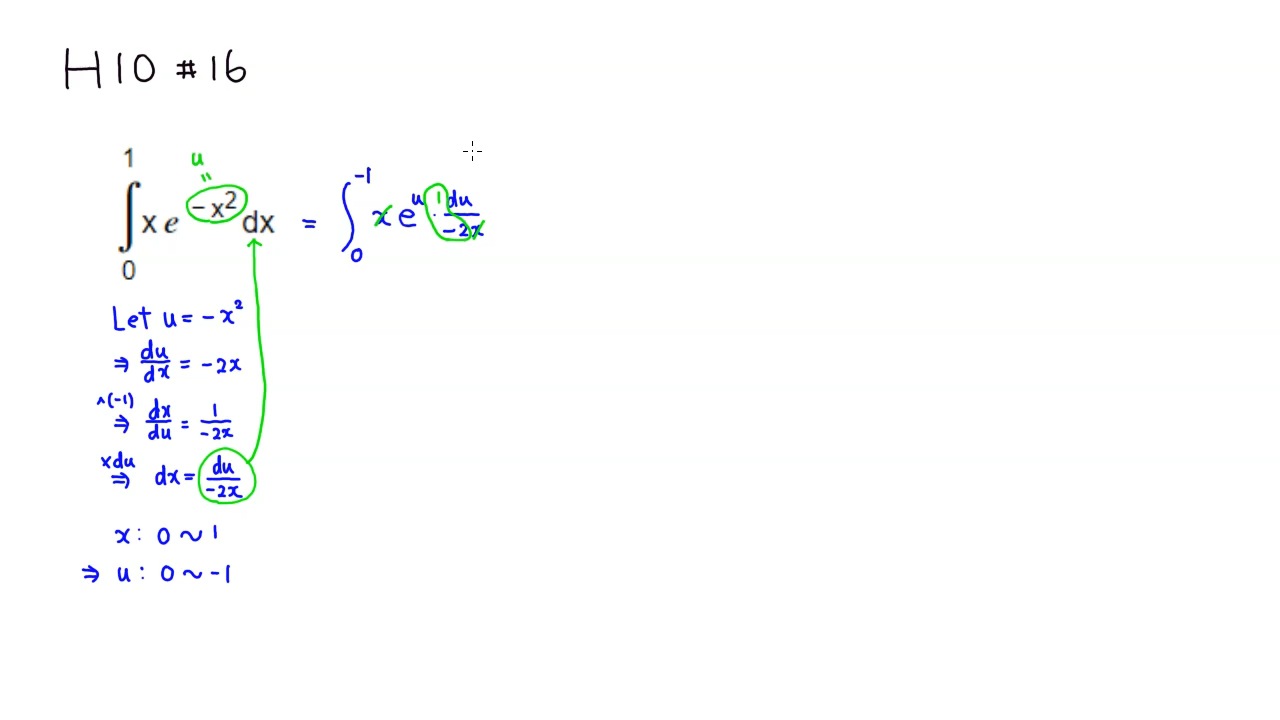 H10 #16
u
"
∫₀¹ x e^(-x²) dx = ∫₀^(-1) x e^u · 1 du/(-2x)
Let u = -x²
⇒ du/dx = -2x
^(-1) ⇒ dx/du = 1/(-2x)
xdu ⇒ dx = du/(-2x)
x: 0 ~ 1
⇒ u: 0 ~ -1